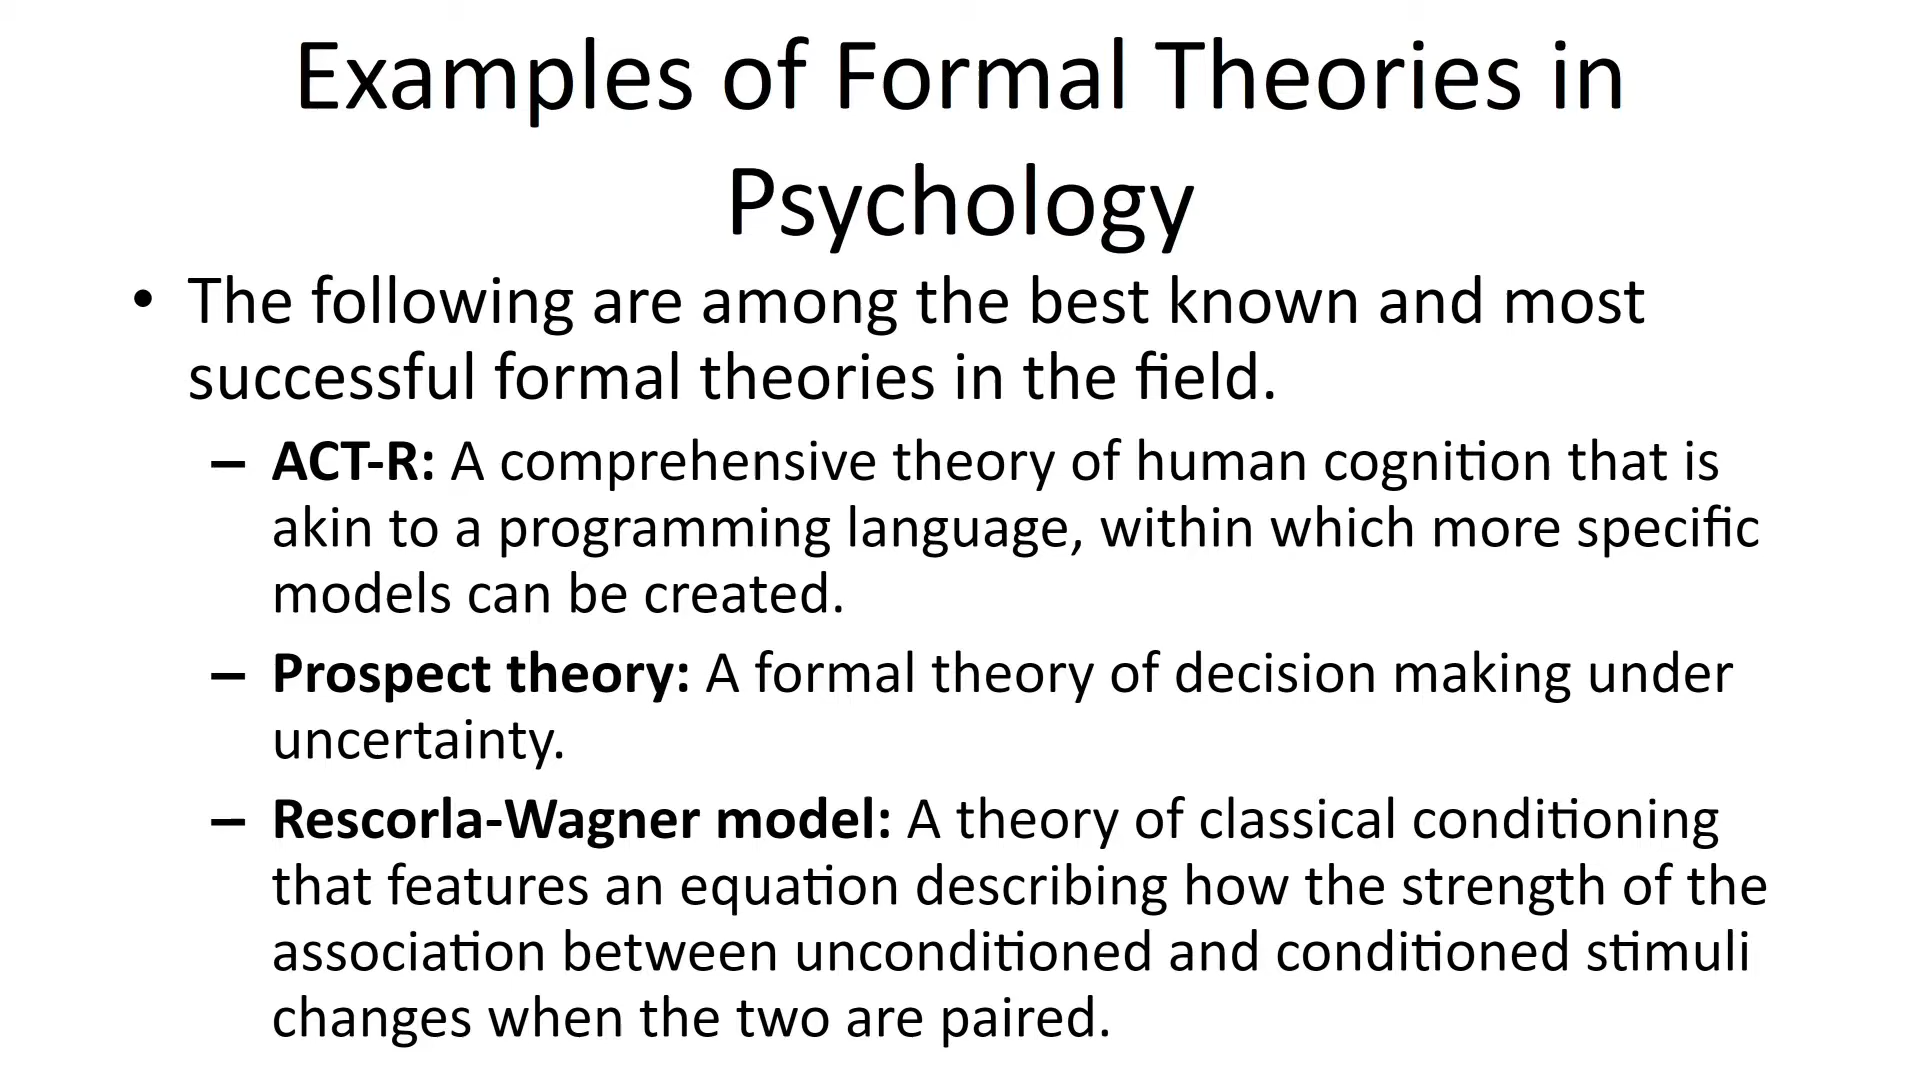 Examples of Formal Theories in
Psychology
• The following are among the best known and most
successful formal theories in the field.
– ACT-R: A comprehensive theory of human cognition that is
akin to a programming language, within which more specific
models can be created.
– Prospect theory: A formal theory of decision making under
uncertainty.
– Rescorla-Wagner model: A theory of classical conditioning
that features an equation describing how the strength of the
association between unconditioned and conditioned stimuli
changes when the two are paired.